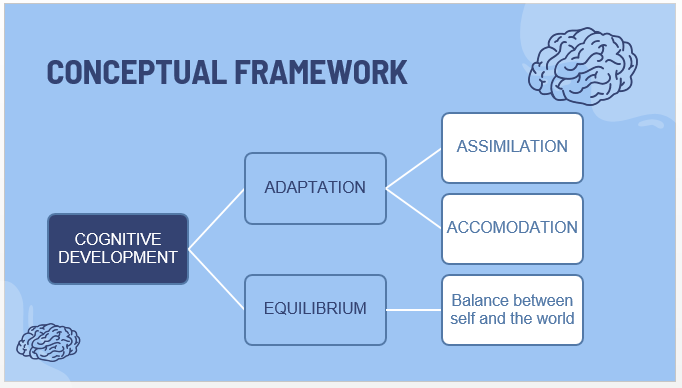 CONCEPTUAL FRAMEWORK
COGNITIVE
DEVELOPMENT
ADAPTATION
ASSIMILATION
ACCOMODATION
EQUILIBRIUM
Balance between
self and the world